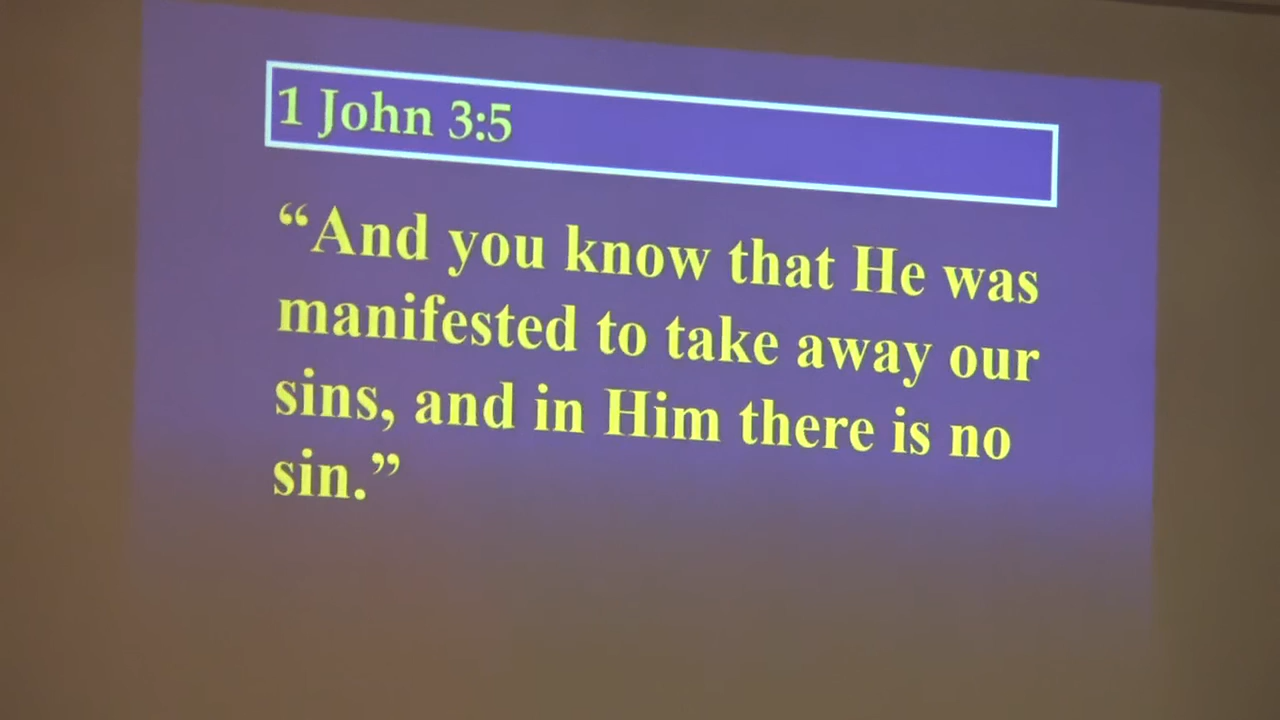 1 John 3:5
“And you know that He was
manifested to take away our
sins, and in Him there is no
sin.”